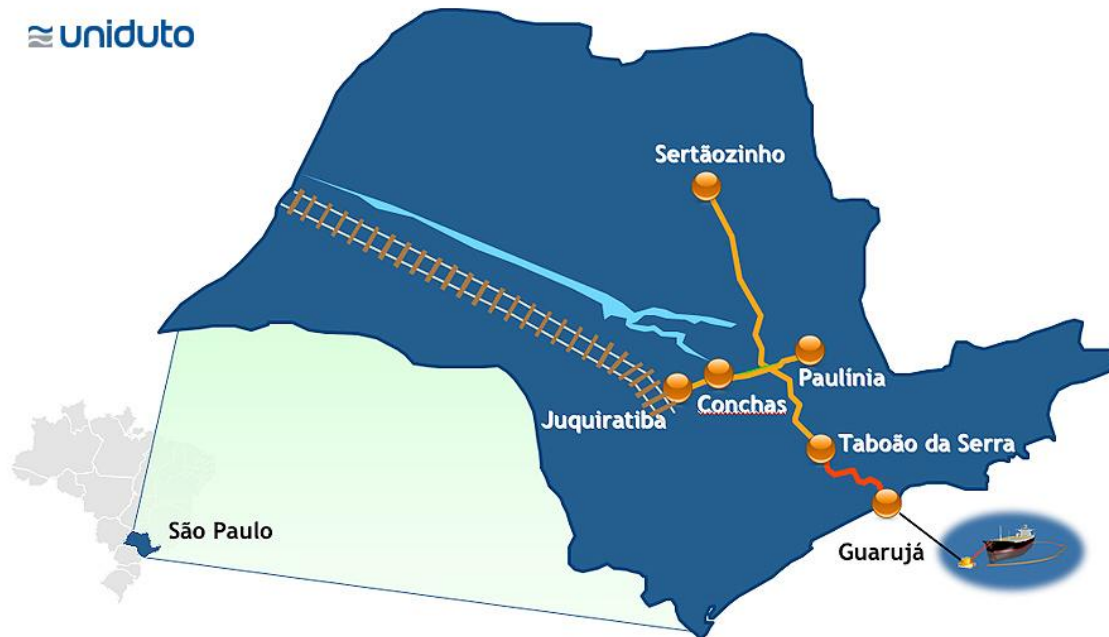 uniduto
Sertãozinho
Paulínia
Conchas
Juquiratiba
Taboão da Serra
São Paulo
Guarujá